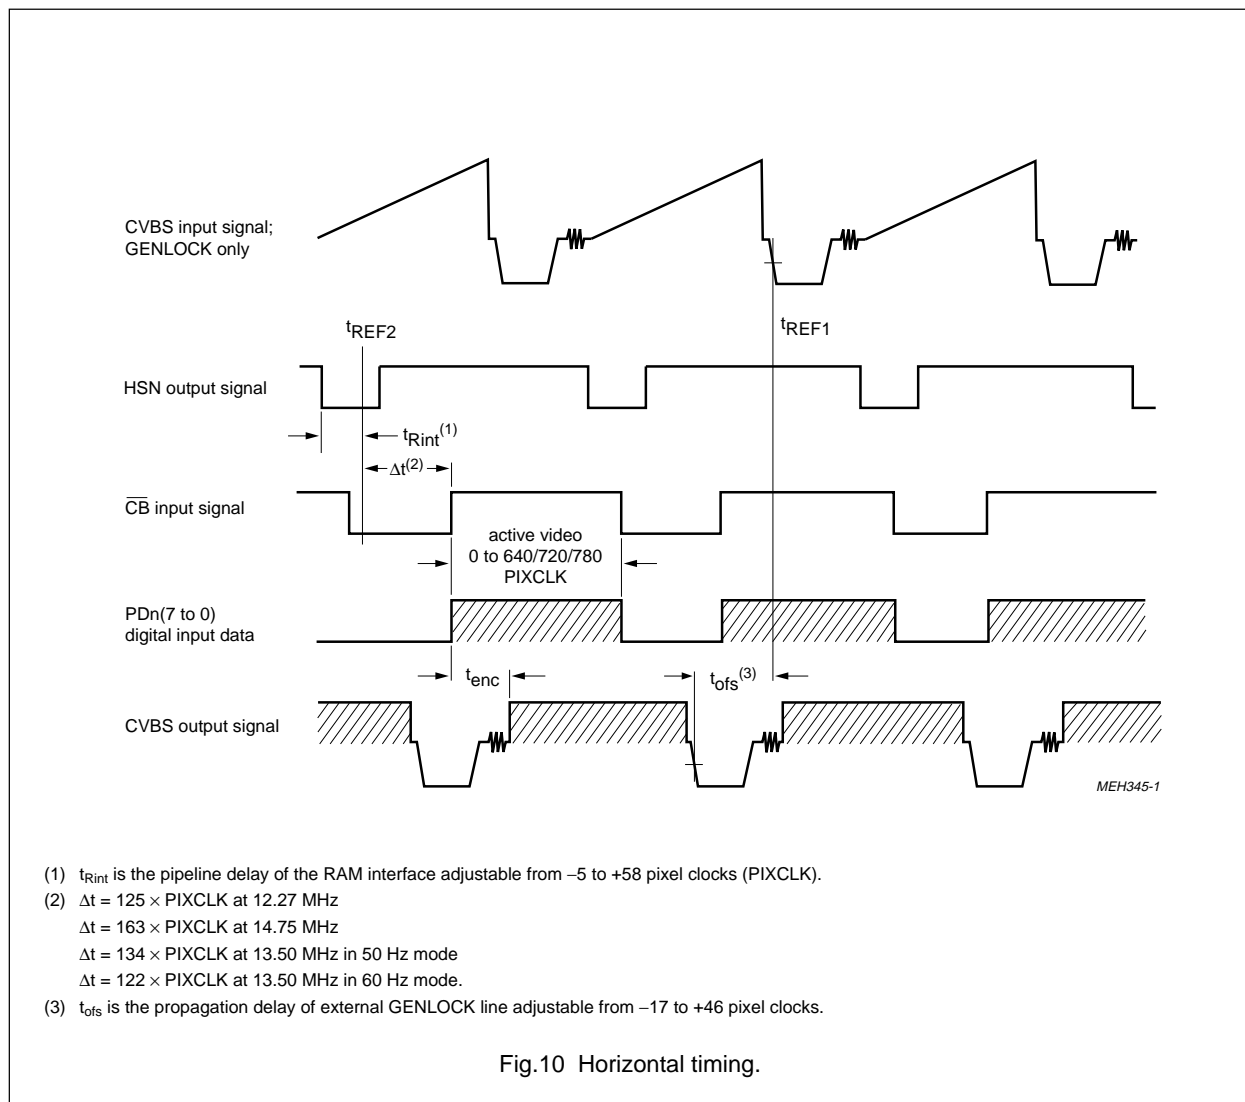 CVBS input signal;
GENLOCK only
tREF2
tREF1
HSN output signal
tRint(1)
Δt(2)
CB input signal
active video
0 to 640/720/780
PIXCLK
PDn(7 to 0)
digital input data
tenc
tofs(3)
CVBS output signal
MEH345-1
(1) tRint is the pipeline delay of the RAM interface adjustable from –5 to +58 pixel clocks (PIXCLK).
(2) Δt = 125 × PIXCLK at 12.27 MHz
Δt = 163 × PIXCLK at 14.75 MHz
Δt = 134 × PIXCLK at 13.50 MHz in 50 Hz mode
Δt = 122 × PIXCLK at 13.50 MHz in 60 Hz mode.
(3) tofs is the propagation delay of external GENLOCK line adjustable from –17 to +46 pixel clocks.
Fig.10 Horizontal timing.